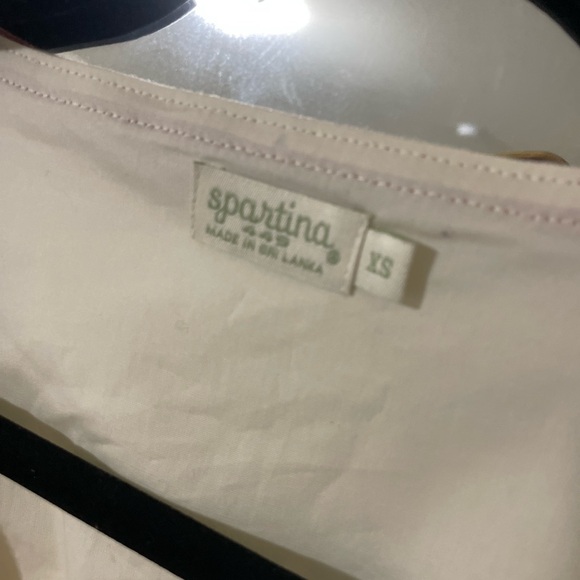 spartina
449
MADE IN SRI LANKA ®
XS